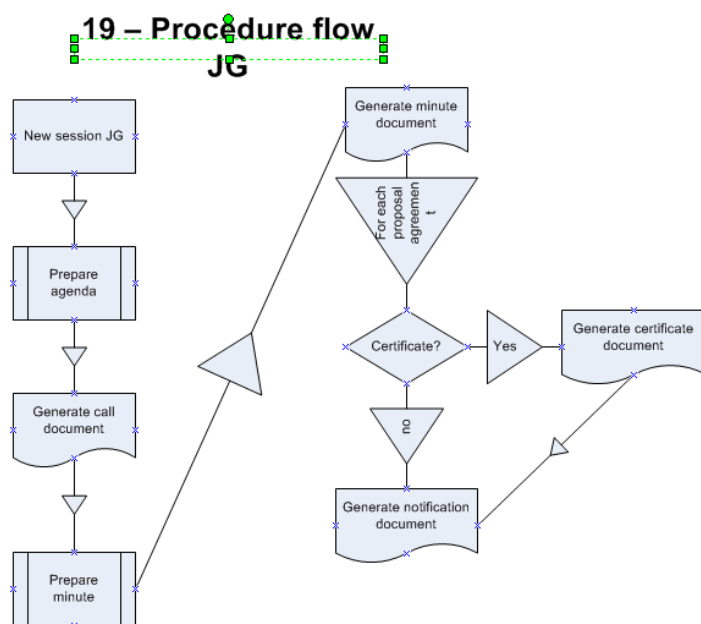 19 – Procedure flow
JG
New session JG
Prepare
agenda
Generate call
document
Prepare
minute
Generate minute
document
For each
proposal
agreemen
t
Certificate?
Yes
Generate certificate
document
no
Generate notification
document